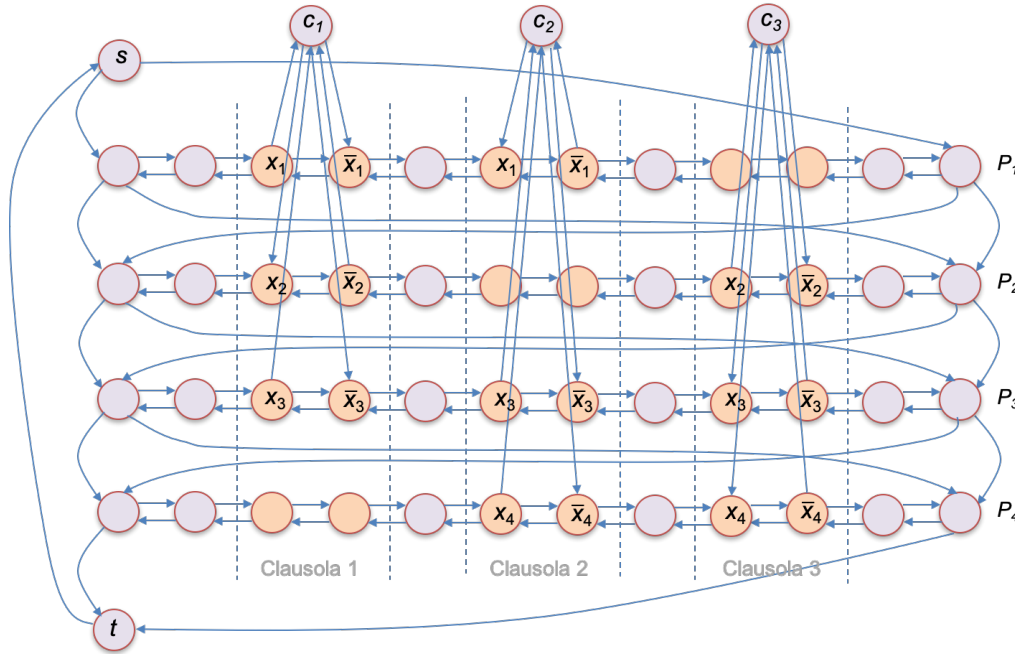 c₁ c₂ c₃
s
x₁ x̅₁ x₁ x̅₁ P₁
x₂ x̅₂ x₂ x̅₂ P₂
x₃ x̅₃ x₃ x̅₃ x₃ x̅₃ P₃
x₄ x̅₄ x₄ x̅₄ P₄
Clausola 1 Clausola 2 Clausola 3
t